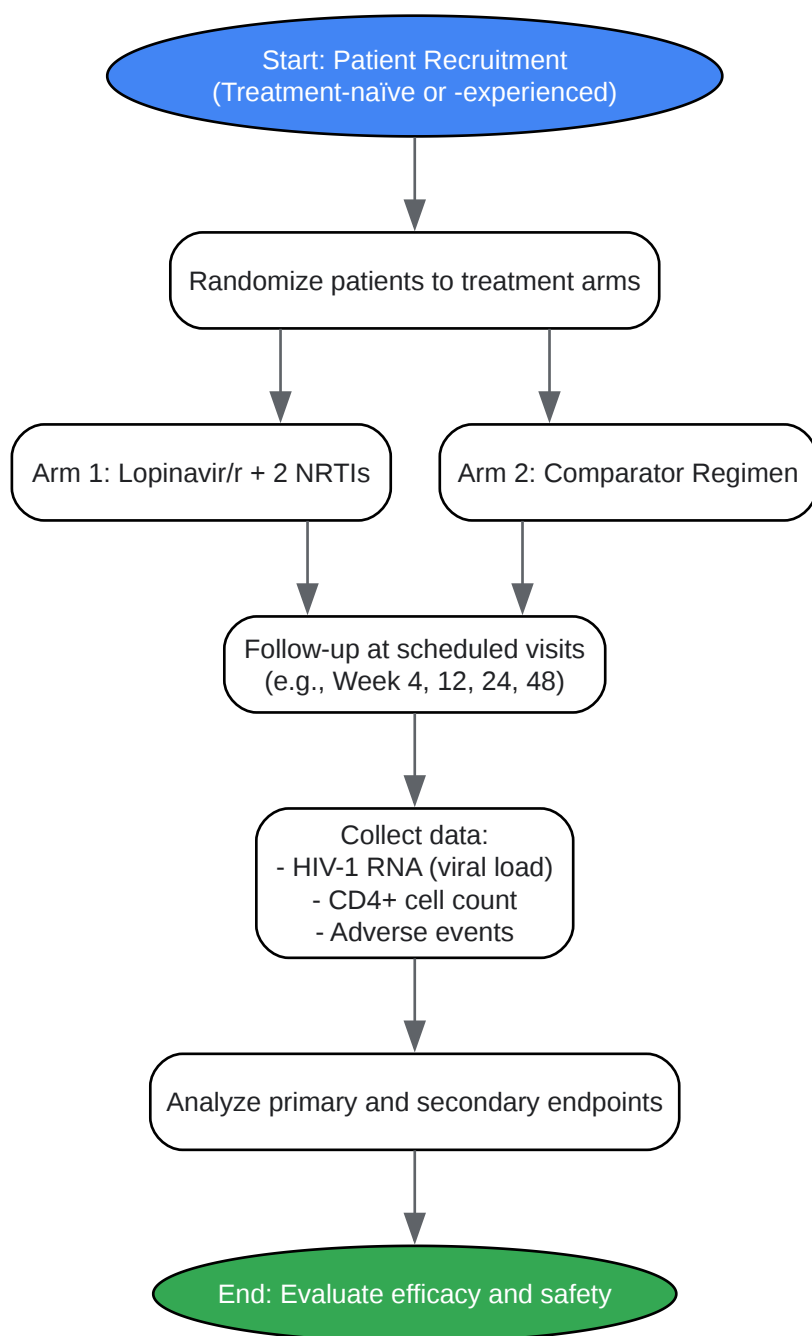 Start: Patient Recruitment
(Treatment-naïve or -experienced)
Randomize patients to treatment arms
Arm 1: Lopinavir/r + 2 NRTIs
Arm 2: Comparator Regimen
Follow-up at scheduled visits
(e.g., Week 4, 12, 24, 48)
Collect data:
- HIV-1 RNA (viral load)
- CD4+ cell count
- Adverse events
Analyze primary and secondary endpoints
End: Evaluate efficacy and safety